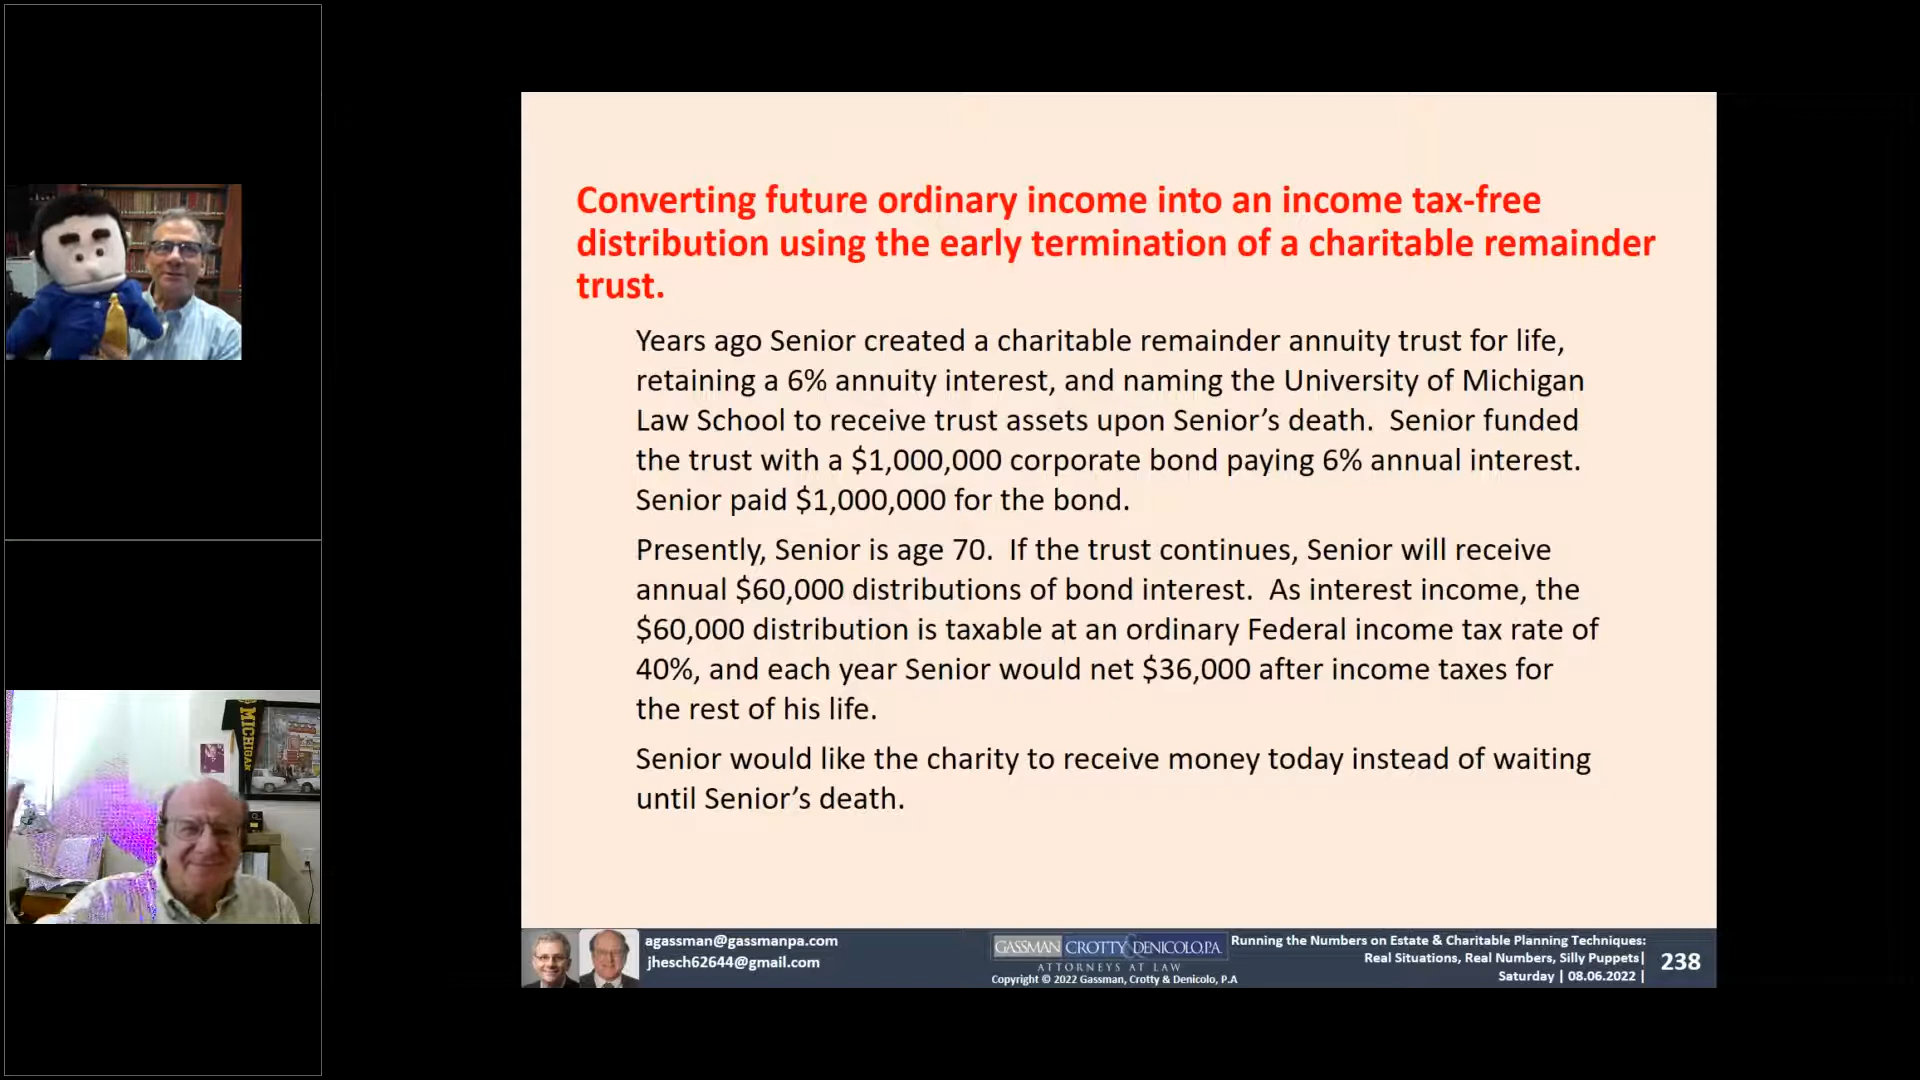 Converting future ordinary income into an income tax-free
distribution using the early termination of a charitable remainder
trust.
Years ago Senior created a charitable remainder annuity trust for life,
retaining a 6% annuity interest, and naming the University of Michigan
Law School to receive trust assets upon Senior’s death.  Senior funded
the trust with a $1,000,000 corporate bond paying 6% annual interest.
Senior paid $1,000,000 for the bond.
Presently, Senior is age 70.  If the trust continues, Senior will receive
annual $60,000 distributions of bond interest.  As interest income, the
$60,000 distribution is taxable at an ordinary Federal income tax rate of
40%, and each year Senior would net $36,000 after income taxes for
the rest of his life.
Senior would like the charity to receive money today instead of waiting
until Senior’s death.
MICHIGAN
agassman@gassmanpa.com
jhesch62644@gmail.com
GASSMAN CROTTY & DENICOLO, P.A.
ATTORNEYS AT LAW
Copyright © 2022 Gassman, Crotty & Denicolo, P.A
Running the Numbers on Estate & Charitable Planning Techniques:
Real Situations, Real Numbers, Silly Puppets|
Saturday | 08.06.2022 |
238